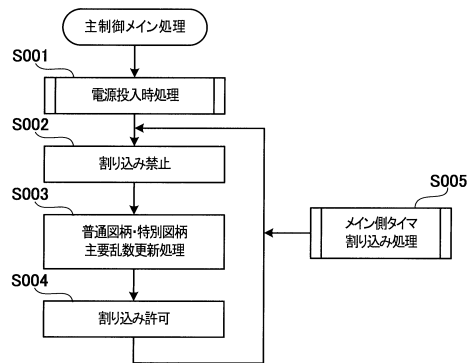 主制御メイン処理
S001
電源投入時処理
S002
割り込み禁止
S003
普通図柄・特別図柄
主要乱数更新処理
S004
割り込み許可
S005
メイン側タイマ
割り込み処理